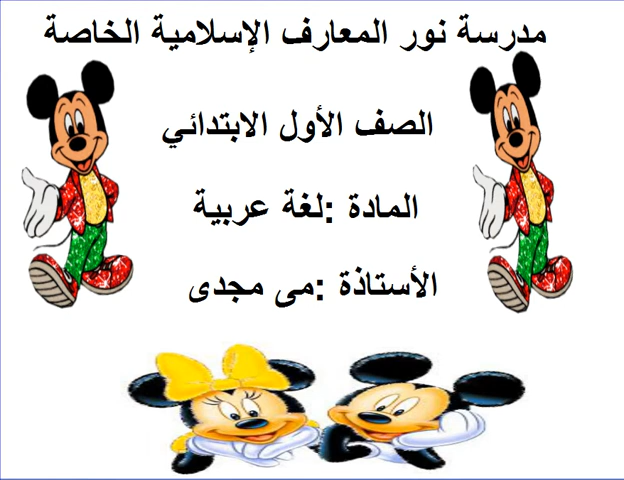 مدرسة نور المعارف الإسلامية الخاصة
الصف الأول الابتدائي
المادة :لغة عربية
الأستاذة :مى مجدى